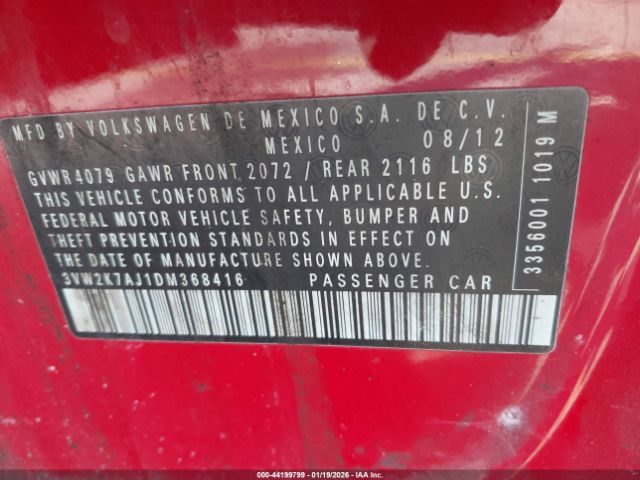 MFD BY VOLKSWAGEN DE MEXICO S.A. DE C.V.
MEXICO 08/12
GVWR 4079 GAWR FRONT 2072 / REAR 2116 LBS
THIS VEHICLE CONFORMS TO ALL APPLICABLE U.S.
FEDERAL MOTOR VEHICLE SAFETY, BUMPER AND
THEFT PREVENTION STANDARDS IN EFFECT ON
THE DATE OF MANUFACTURE SHOWN ABOVE.
3VW2K7AJ1DM368416 PASSENGER CAR
3356001 1019 M
000-44199799 | 01/19/2026 - IAA Inc.